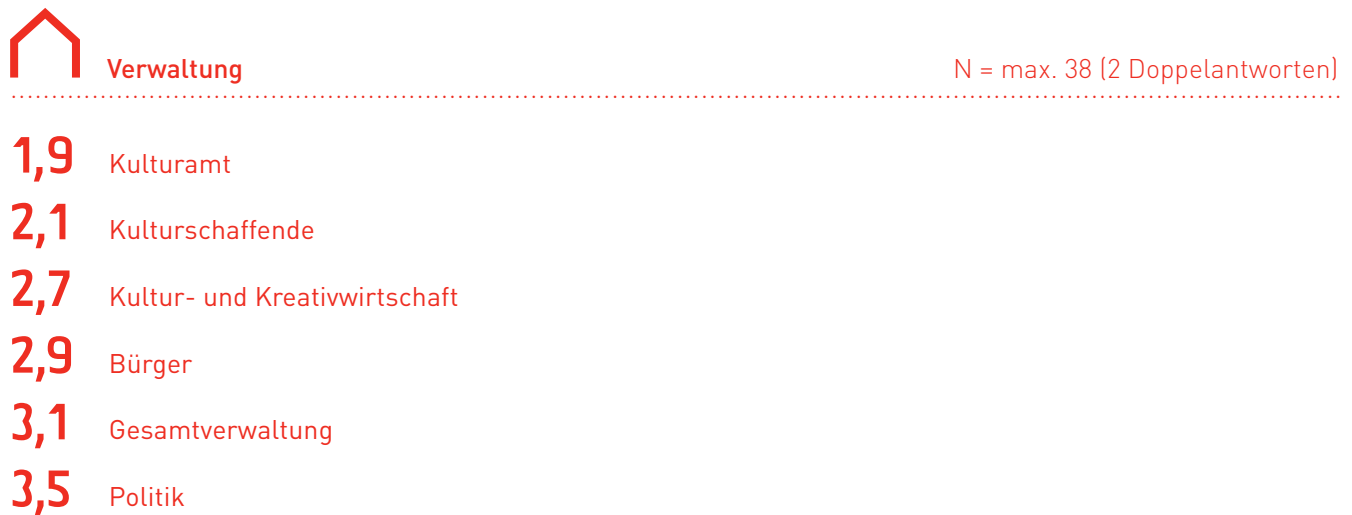 Verwaltung N = max. 38 (2 Doppelantworten)
1,9 Kulturamt
2,1 Kulturschaffende
2,7 Kultur- und Kreativwirtschaft
2,9 Bürger
3,1 Gesamtverwaltung
3,5 Politik